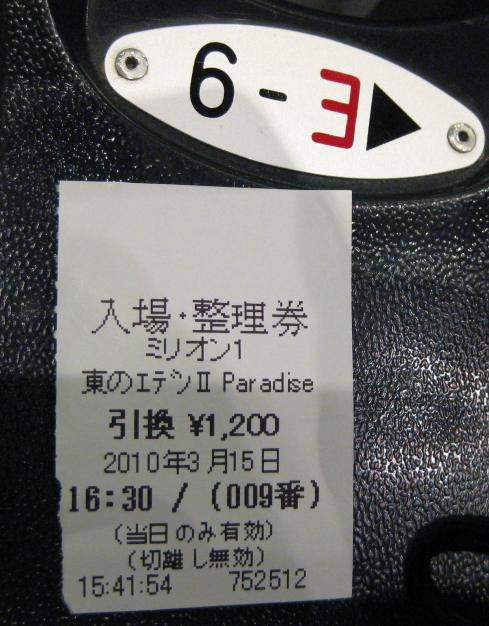 E-9
入場・整理券
ミリオン1
東のエデンⅡ Paradise
引換 ¥1,200
2010年3月15日
16:30 / (009番)
(当日のみ有効)
(切離し無効)
15:41:54 752512